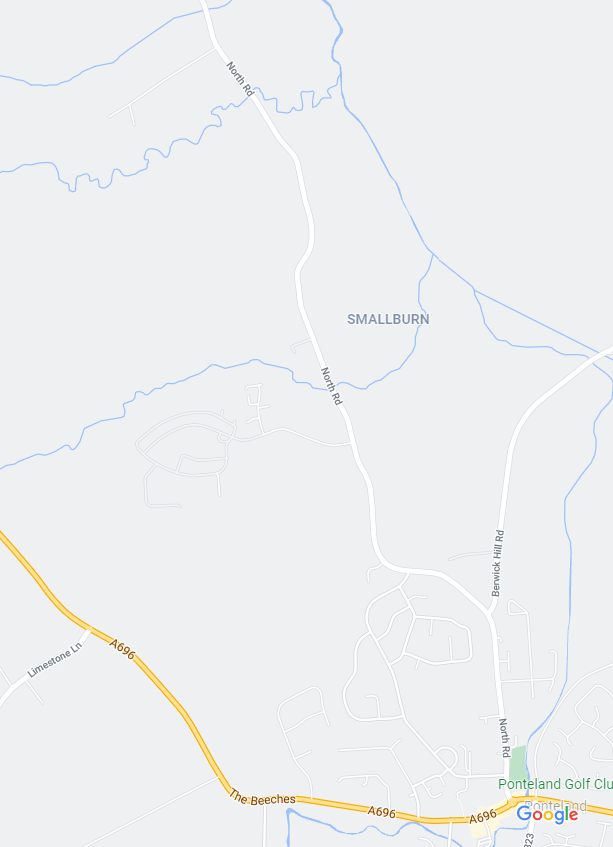 North Rd
SMALLBURN
North Rd
Berwick Hill Rd
A696
Limestone Ln
North Rd
Ponteland Golf Clu
The Beeches
A696
Ponteland
A696
Google